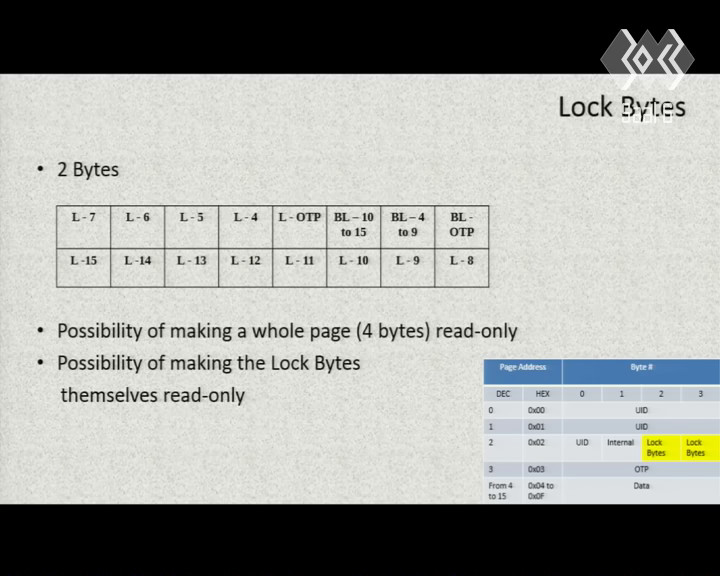 Lock Bytes
• 2 Bytes
L - 7 L - 6 L - 5 L - 4 L - OTP BL – 10 to 15 BL – 4 to 9 BL - OTP
L -15 L -14 L - 13 L - 12 L - 11 L - 10 L - 9 L - 8
• Possibility of making a whole page (4 bytes) read-only
• Possibility of making the Lock Bytes
themselves read-only
Page Address Byte #
DEC HEX 0 1 2 3
0 0x00 UID
1 0x01 UID
2 0x02 UID Internal Lock Bytes Lock Bytes
3 0x03 OTP
From 4 to 15 0x04 to 0x0F Data